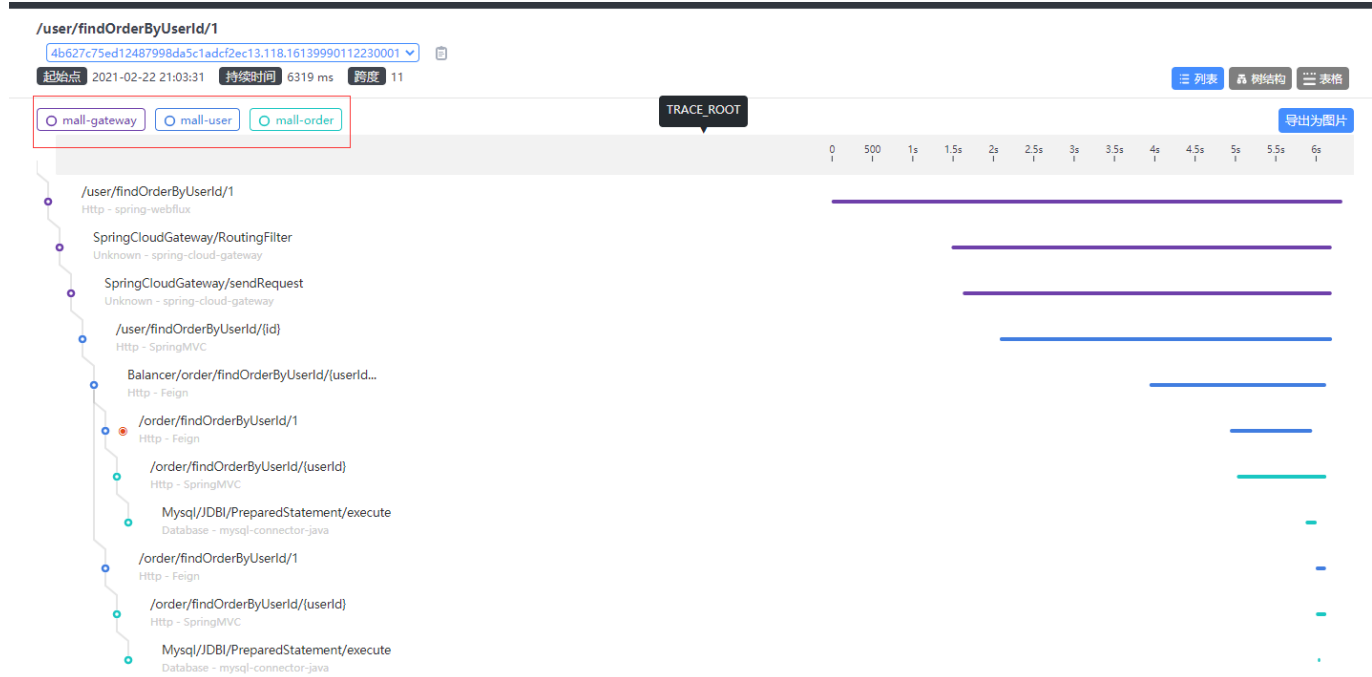 /user/findOrderByUserId/1
4b627c75ed12487998da5c1adcf2ec13.118.16139990112230001
起始点 2021-02-22 21:03:31 持续时间 6319 ms 跨度 11
列表 树结构 表格
mall-gateway mall-user mall-order
TRACE_ROOT
导出为图片
0 500 1s 1.5s 2s 2.5s 3s 3.5s 4s 4.5s 5s 5.5s 6s
/user/findOrderByUserId/1
Http - spring-webflux
SpringCloudGateway/RoutingFilter
Unknown - spring-cloud-gateway
SpringCloudGateway/sendRequest
Unknown - spring-cloud-gateway
/user/findOrderByUserId/{id}
Http - SpringMVC
Balancer/order/findOrderByUserId/{userId...
Http - Feign
/order/findOrderByUserId/1
Http - Feign
/order/findOrderByUserId/{userId}
Http - SpringMVC
Mysql/JDBI/PreparedStatement/execute
Database - mysql-connector-java
/order/findOrderByUserId/1
Http - Feign
/order/findOrderByUserId/{userId}
Http - SpringMVC
Mysql/JDBI/PreparedStatement/execute
Database - mysql-connector-java